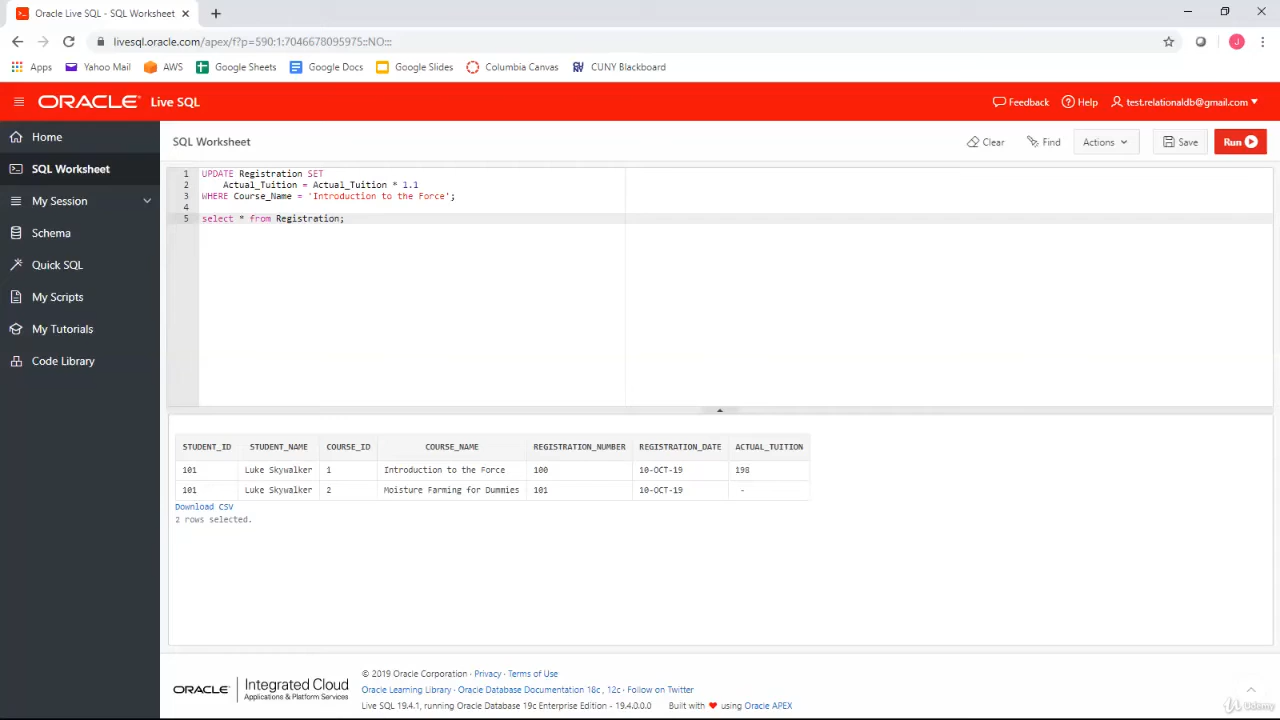 Oracle Live SQL - SQL Worksheet
livesql.oracle.com/apex/f?p=590:1:7046678095975::NO:::
J
Apps Yahoo Mail AWS Google Sheets Google Docs Google Slides Columbia Canvas CUNY Blackboard
ORACLE Live SQL Feedback Help test.relationaldb@gmail.com
Home
SQL Worksheet
My Session
Schema
Quick SQL
My Scripts
My Tutorials
Code Library
SQL Worksheet Clear Find Actions Save Run
1 UPDATE Registration SET
2 Actual_Tuition = Actual_Tuition * 1.1
3 WHERE Course_Name = 'Introduction to the Force';
4
5 select * from Registration;
STUDENT_ID STUDENT_NAME COURSE_ID COURSE_NAME REGISTRATION_NUMBER REGISTRATION_DATE ACTUAL_TUITION
101 Luke Skywalker 1 Introduction to the Force 100 10-OCT-19 198
101 Luke Skywalker 2 Moisture Farming for Dummies 101 10-OCT-19 -
Download CSV
2 rows selected.
ORACLE Integrated Cloud
Applications & Platform Services
© 2019 Oracle Corporation · Privacy · Terms of Use
Oracle Learning Library · Oracle Database Documentation 18c, 12c · Follow on Twitter
Live SQL 19.4.1, running Oracle Database 19c Enterprise Edition - 19.4.0.0.0 Built with ❤ using Oracle APEX
Udemy